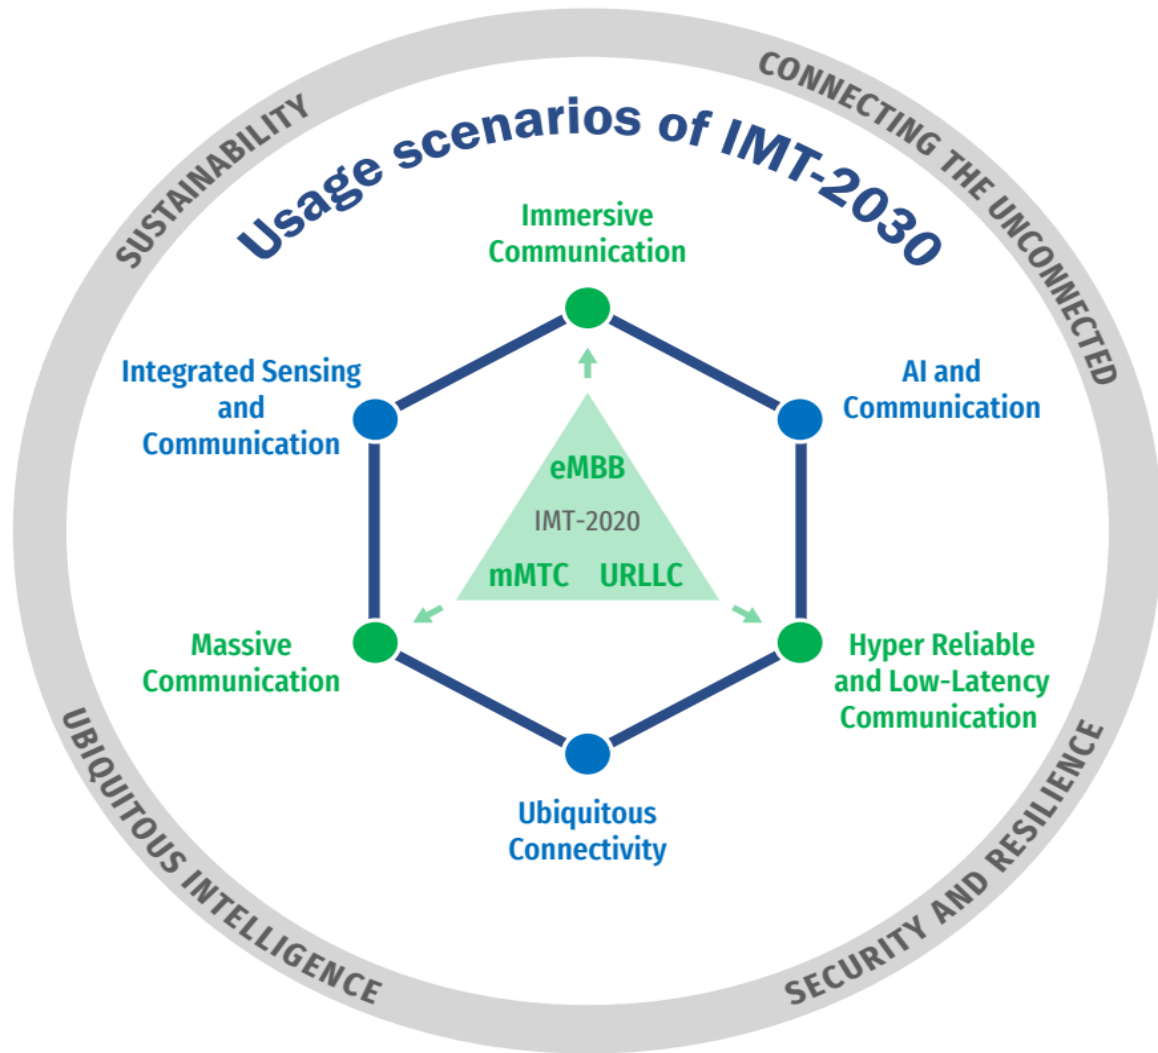 SUSTAINABILITY
CONNECTING THE UNCONNECTED
Usage scenarios of IMT-2030
Immersive
Communication
Integrated Sensing
and
Communication
AI and
Communication
eMBB
IMT-2020
mMTC URLLC
Massive
Communication
Hyper Reliable
and Low-Latency
Communication
Ubiquitous
Connectivity
UBIQUITOUS INTELLIGENCE
SECURITY AND RESILIENCE